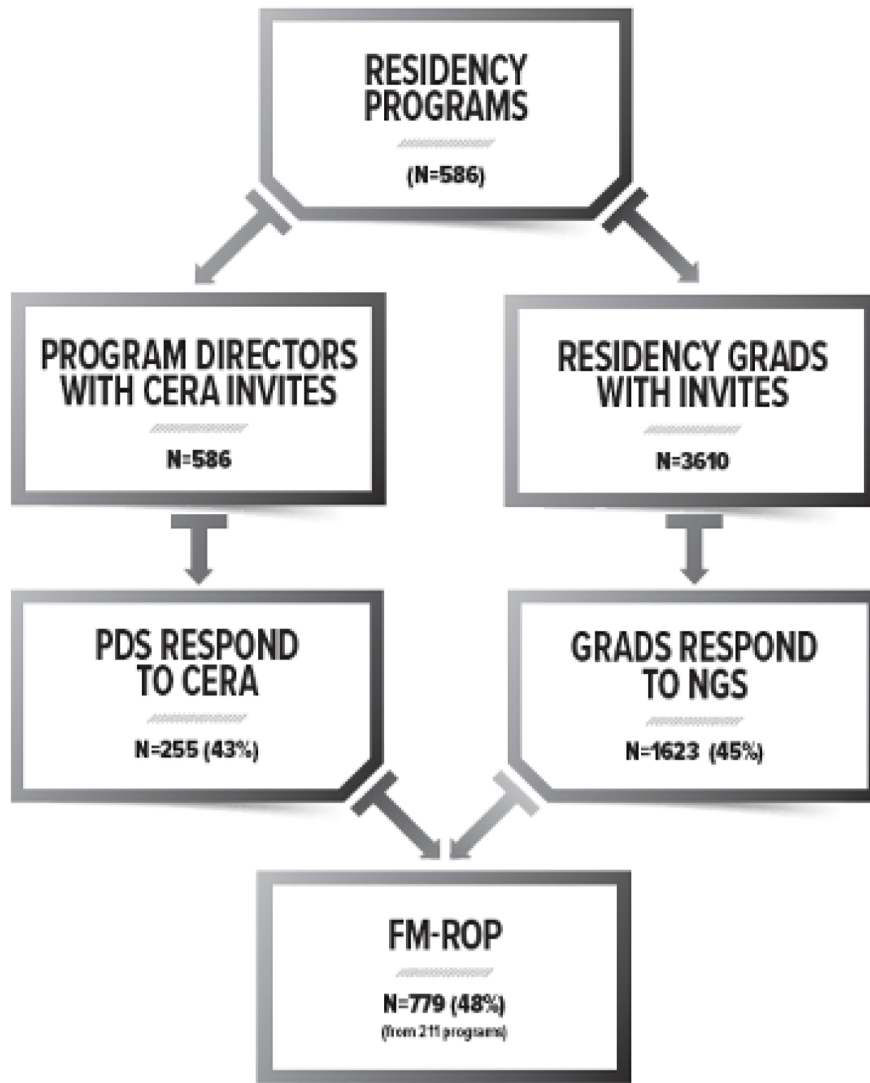 RESIDENCY
PROGRAMS
(N=586)
PROGRAM DIRECTORS
WITH CERA INVITES
N=586
RESIDENCY GRADS
WITH INVITES
N=3610
PDS RESPOND
TO CERA
N=255 (43%)
GRADS RESPOND
TO NGS
N=1623 (45%)
FM-ROP
N=779 (48%)
(from 211 programs)